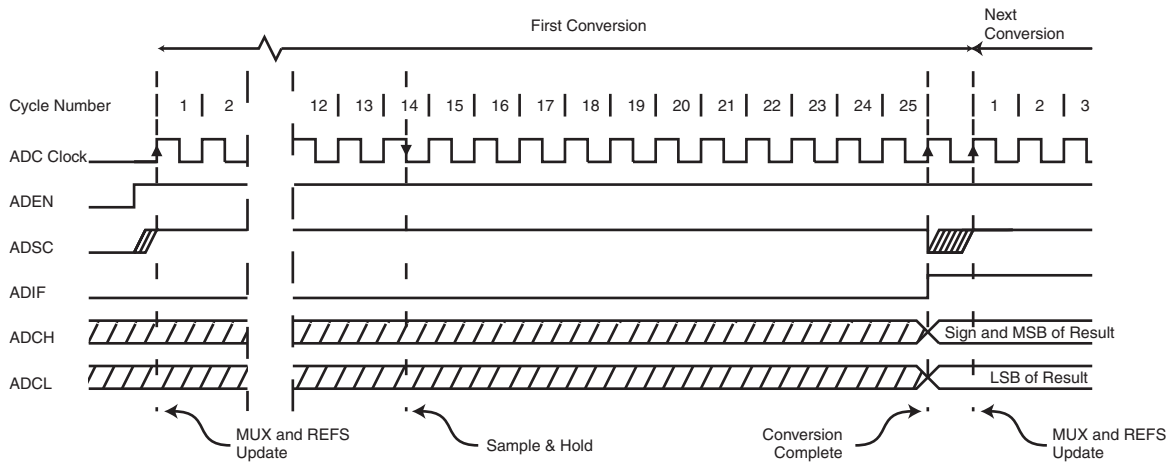 First Conversion
Next
Conversion
Cycle Number 1 2 12 13 14 15 16 17 18 19 20 21 22 23 24 25 1 2 3
ADC Clock
ADEN
ADSC
ADIF
ADCH Sign and MSB of Result
ADCL LSB of Result
MUX and REFS
Update
Sample & Hold
Conversion
Complete
MUX and REFS
Update